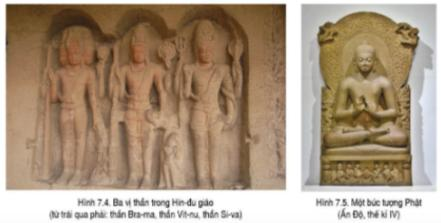 Hình 7.4. Ba vị thần trong Hin-đu giáo
(từ trái qua phải: thần Bra-ma, thần Vit-nu, thần Si-va)
Hình 7.5. Một bức tượng Phật
(Ấn Độ, thế kỉ IV)